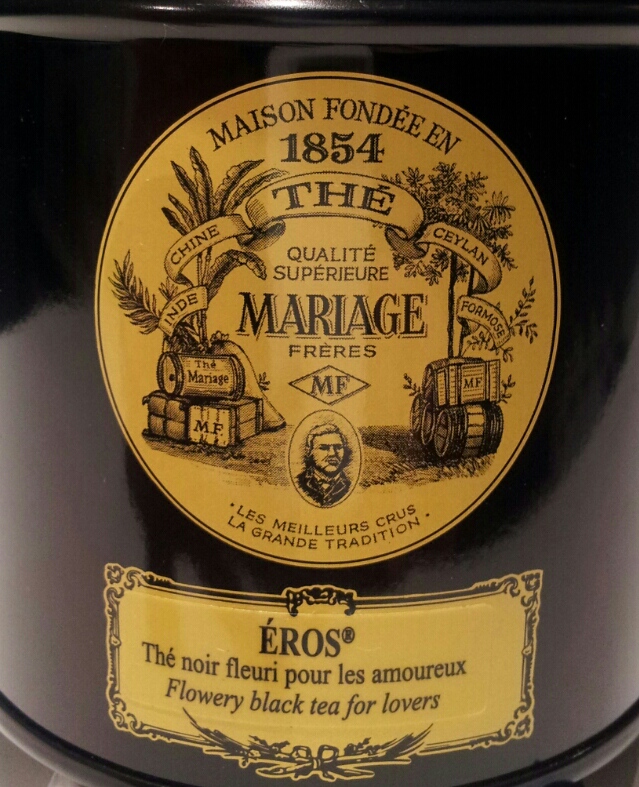 MAISON FONDÉE EN
1854
THÉ
CHINE
CEYLAN
INDE
FORMOSE
QUALITÉ
SUPÉRIEURE
MARIAGE
FRÈRES
MF
Thé
Mariage
MF
MF
• LES MEILLEURS CRUS
LA GRANDE TRADITION •
ÉROS®
Thé noir fleuri pour les amoureux
Flowery black tea for lovers